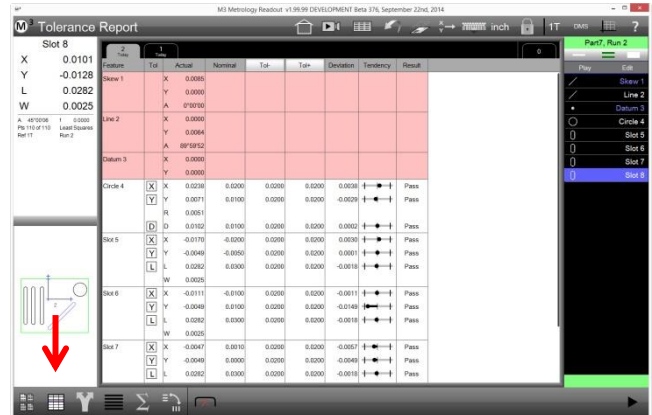 M3 Metrology Readout v1.99.99 DEVELOPMENT Beta 376, September 22nd, 2014
M³ Tolerance Report
inch
1T
DMS
?
Slot 8
X 0.0101
Y -0.0128
L 0.0282
W 0.0025
A 45°00'06 f 0.0000
Pts 110 of 110 Least Squares
Ref 1T Run 2
2 Today
1 Today
0
Feature Tol Actual Nominal Tol- Tol+ Deviation Tendency Result
Skew 1 X 0.0085
Y 0.0000
A 0°00'00
Line 2 X 0.0000
Y 0.0064
A 89°59'52
Datum 3 X 0.0000
Y 0.0000
Circle 4 X X 0.0238 0.0200 0.0200 0.0200 0.0038 Pass
Y Y 0.0071 0.0100 0.0200 0.0200 -0.0029 Pass
R 0.0051
D D 0.0102 0.0100 0.0200 0.0200 0.0002 Pass
Slot 5 X X -0.0170 -0.0200 0.0200 0.0200 0.0030 Pass
Y Y -0.0049 -0.0050 0.0200 0.0200 0.0001 Pass
L L 0.0282 0.0300 0.0200 0.0200 -0.0018 Pass
W 0.0025
Slot 6 X X -0.0111 -0.0100 0.0200 0.0200 -0.0011 Pass
Y Y -0.0049 0.0100 0.0200 0.0200 -0.0149 Pass
L L 0.0282 0.0300 0.0200 0.0200 -0.0018 Pass
W 0.0025
Slot 7 X X -0.0047 0.0010 0.0200 0.0200 -0.0057 Pass
Y Y -0.0049 0.0000 0.0200 0.0200 -0.0049 Pass
L L 0.0282 0.0300 0.0200 0.0200 -0.0018 Pass
Part7, Run 2
Play Edit
Skew 1
Line 2
Datum 3
Circle 4
Slot 5
Slot 6
Slot 7
Slot 8